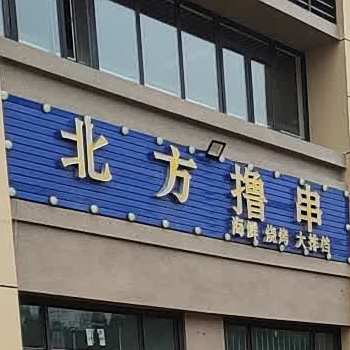 北方撸串
海鲜 烧烤 大排档